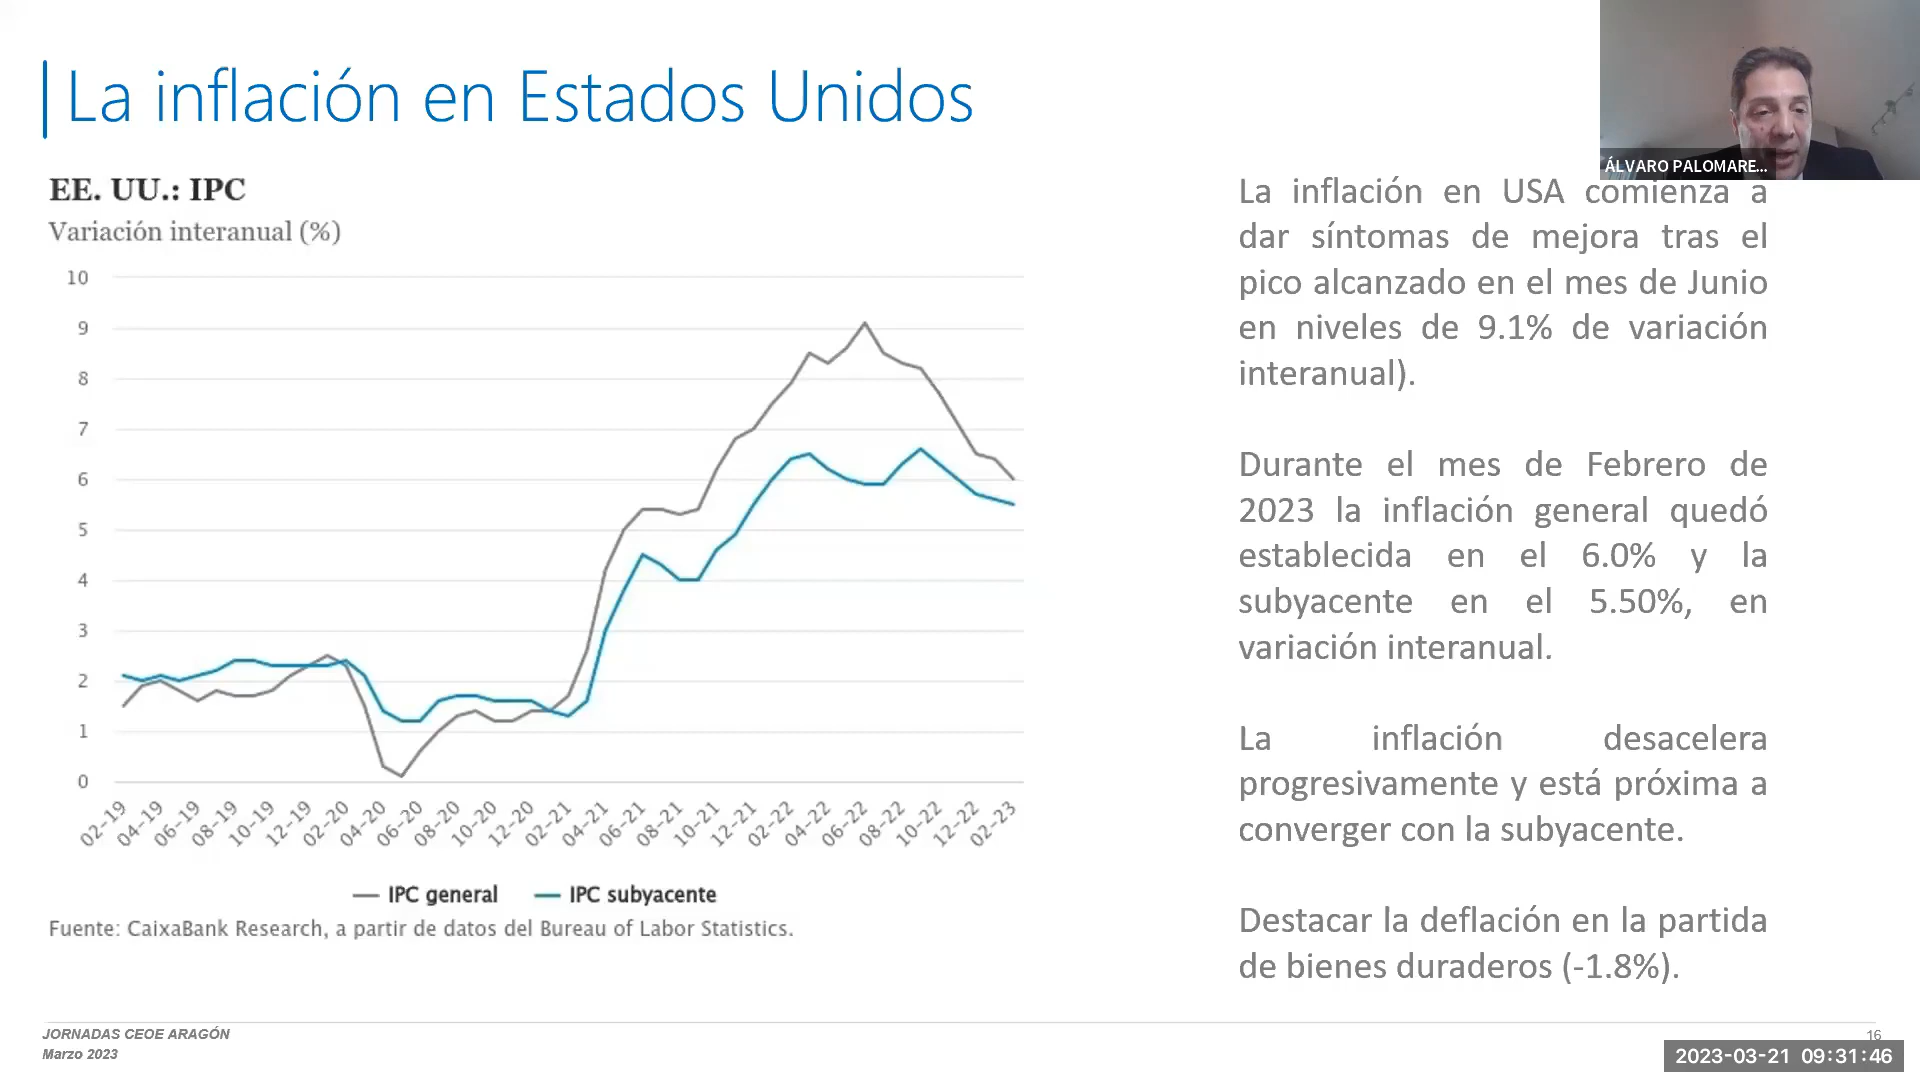 La inflación en Estados Unidos
ÁLVARO PALOMARE...
EE. UU.: IPC
Variación interanual (%)
10
9
8
7
6
5
4
3
2
1
0
02-19
04-19
06-19
08-19
10-19
12-19
02-20
04-20
06-20
08-20
10-20
12-20
02-21
04-21
06-21
08-21
10-21
12-21
02-22
04-22
06-22
08-22
10-22
12-22
02-23
IPC general
IPC subyacente
Fuente: CaixaBank Research, a partir de datos del Bureau of Labor Statistics.
La inflación en USA comienza a
dar síntomas de mejora tras el
pico alcanzado en el mes de Junio
en niveles de 9.1% de variación
interanual).
Durante el mes de Febrero de
2023 la inflación general quedó
establecida en el 6.0% y la
subyacente en el 5.50%, en
variación interanual.
La inflación desacelera
progresivamente y está próxima a
converger con la subyacente.
Destacar la deflación en la partida
de bienes duraderos (-1.8%).
JORNADAS CEOE ARAGÓN
Marzo 2023
16
2023-03-21 09:31:46